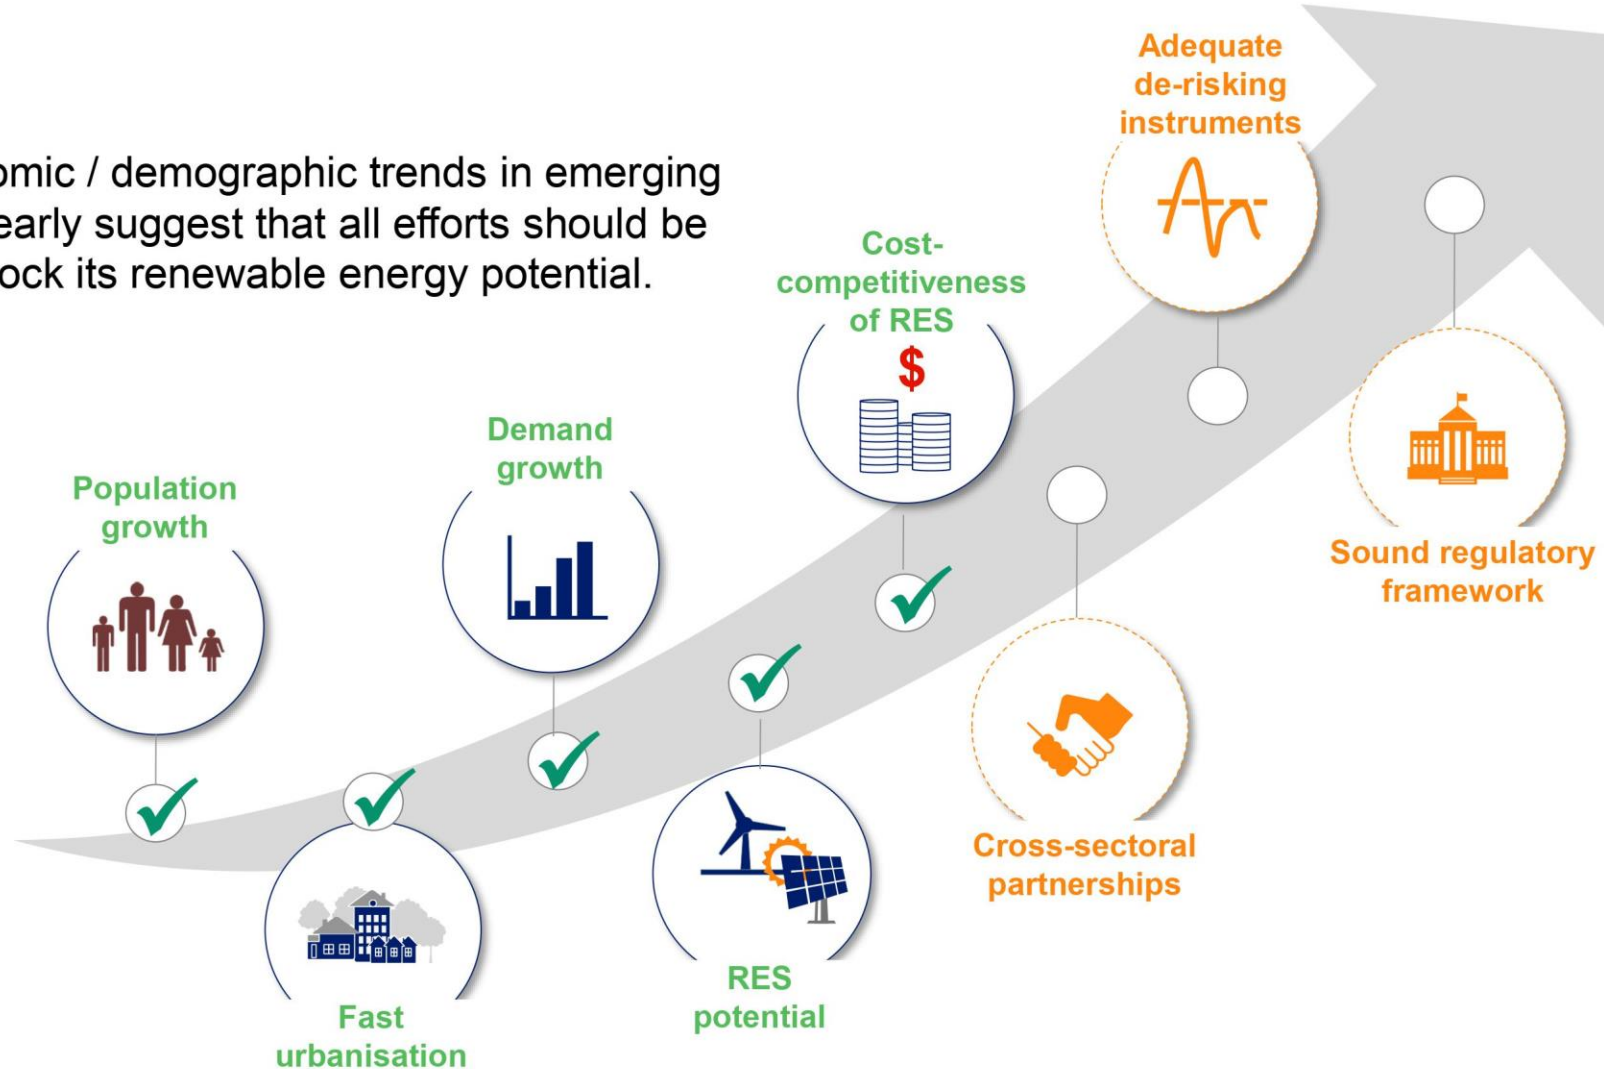 omic / demographic trends in emerging
early suggest that all efforts should be
ock its renewable energy potential.
Population
growth
Fast
urbanisation
Demand
growth
RES
potential
Cost-
competitiveness
of RES
$
Cross-sectoral
partnerships
Adequate
de-risking
instruments
Sound regulatory
framework